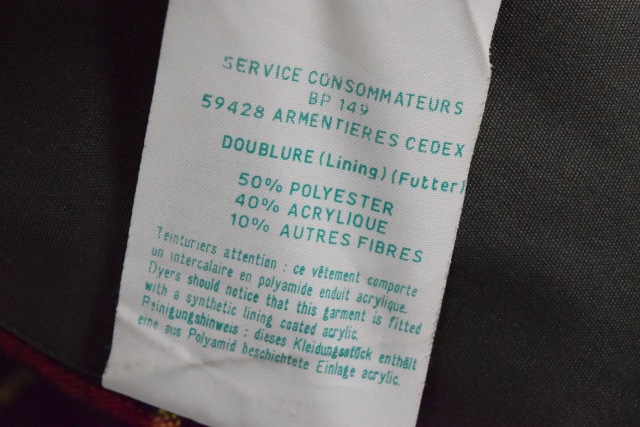 SERVICE CONSOMMATEURS
BP 149
59428 ARMENTIERES CEDEX
DOUBLURE (Lining) (Futter)
50% POLYESTER
40% ACRYLIQUE
10% AUTRES FIBRES
Teinturiers attention : ce vêtement comporte
un intercalaire en polyamide enduit acrylique.
Dyers should notice that this garment is fitted
with a synthetic lining coated acrylic.
Reinigungshinweis : dieses Kleidungsstück enthält
eine aus Polyamid beschichtete Einlage acrylic.